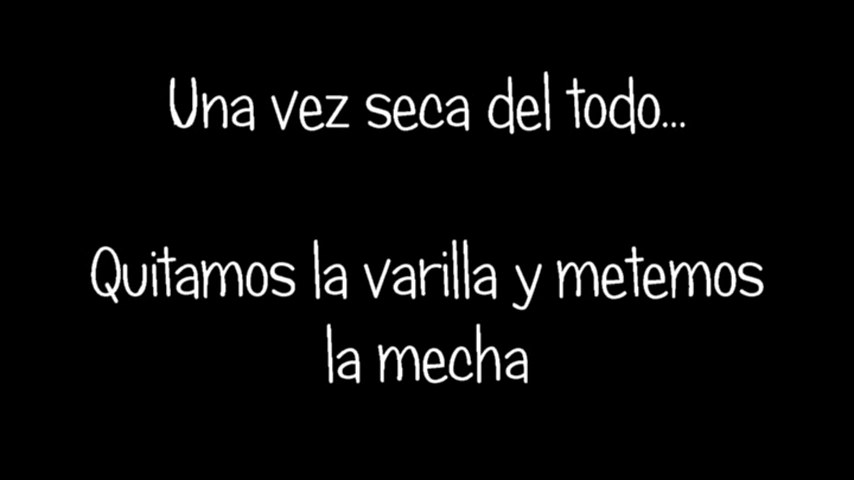 Una vez seca del todo...
Quitamos la varilla y metemos
la mecha